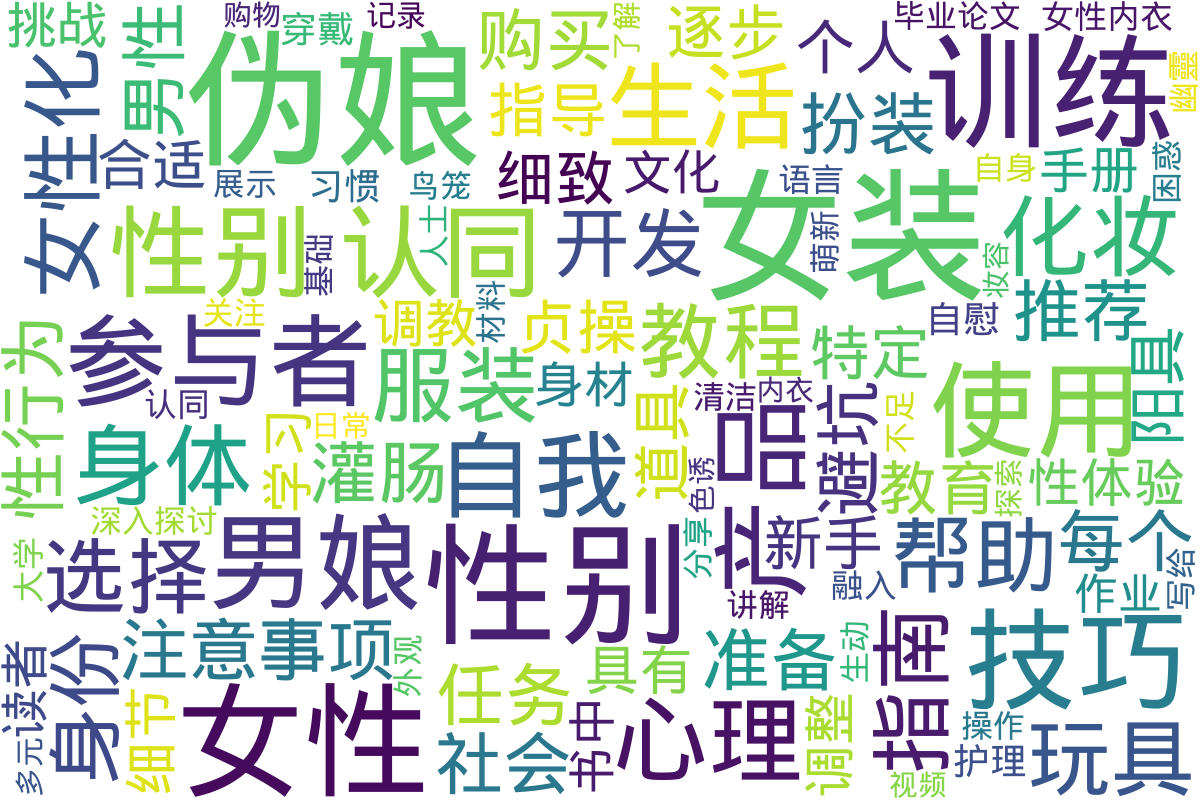 挑战
男性
购物
穿戴
记录
伪娘
购买
了解
逐步
个人
毕业论文
女性内衣
训练
幽靈
女性化
指导
生活
扮装
合适
展示
习惯
鸟笼
细致
文化
女装
语言
自身
手册
困惑
性别认同
基础
人士
开发
萌新
化妆
妆容
参与者
关注
调教
材料
贞操
教程
特定
自慰
推荐
阳具
性行为
认同
服装
身材
道具
清洁
内衣
避坑
不足
使用
身体
学习
日常
灌肠
自我
色诱
产品
教育
探索
性体验
深入探讨
大学
选择
男娘
性别
分享
新手
帮助
每个
融入
作业
写给
讲解
读者
身份
注意事项
外观
任务
具有
准备
生动
指南
技巧
多元
细节
女性
社会
书中
心理
调整
视频
操作
护理
玩具